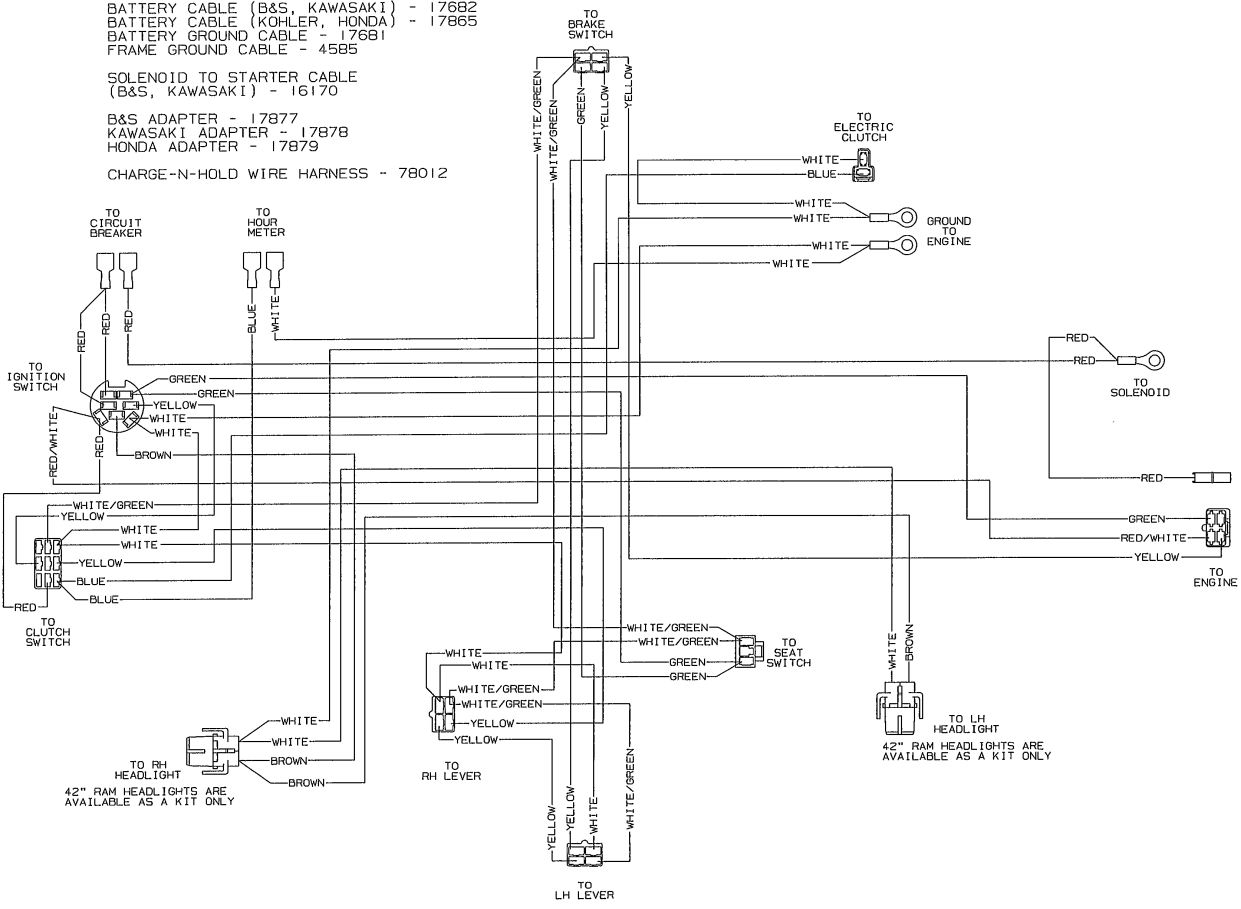 BATTERY CABLE (B&S, KAWASAKI) - 17682
BATTERY CABLE (KOHLER, HONDA) - 17865
BATTERY GROUND CABLE - 17681
FRAME GROUND CABLE - 4585
SOLENOID TO STARTER CABLE
(B&S, KAWASAKI) - 16170
B&S ADAPTER - 17877
KAWASAKI ADAPTER - 17878
HONDA ADAPTER - 17879
CHARGE-N-HOLD WIRE HARNESS - 78012
TO
BRAKE
SWITCH
WHITE/GREEN
WHITE/GREEN
GREEN
YELLOW
YELLOW
TO
ELECTRIC
CLUTCH
WHITE
BLUE
WHITE
WHITE
GROUND
TO
ENGINE
WHITE
WHITE
TO
CIRCUIT
BREAKER
TO
HOUR
METER
RED
RED
RED
BLUE
WHITE
RED
RED
TO
SOLENOID
TO
IGNITION
SWITCH
GREEN
GREEN
YELLOW
WHITE
WHITE
BROWN
RED/WHITE
RED
RED
WHITE/GREEN
YELLOW
WHITE
WHITE
YELLOW
BLUE
BLUE
RED
TO
CLUTCH
SWITCH
GREEN
RED/WHITE
YELLOW
TO
ENGINE
WHITE/GREEN
WHITE/GREEN
GREEN
GREEN
TO
SEAT
SWITCH
WHITE
BROWN
TO LH
HEADLIGHT
42" RAM HEADLIGHTS ARE
AVAILABLE AS A KIT ONLY
WHITE
WHITE
WHITE/GREEN
WHITE/GREEN
YELLOW
YELLOW
TO
RH LEVER
WHITE
WHITE
BROWN
BROWN
TO RH
HEADLIGHT
42" RAM HEADLIGHTS ARE
AVAILABLE AS A KIT ONLY
YELLOW
YELLOW
WHITE
WHITE/GREEN
TO
LH LEVER